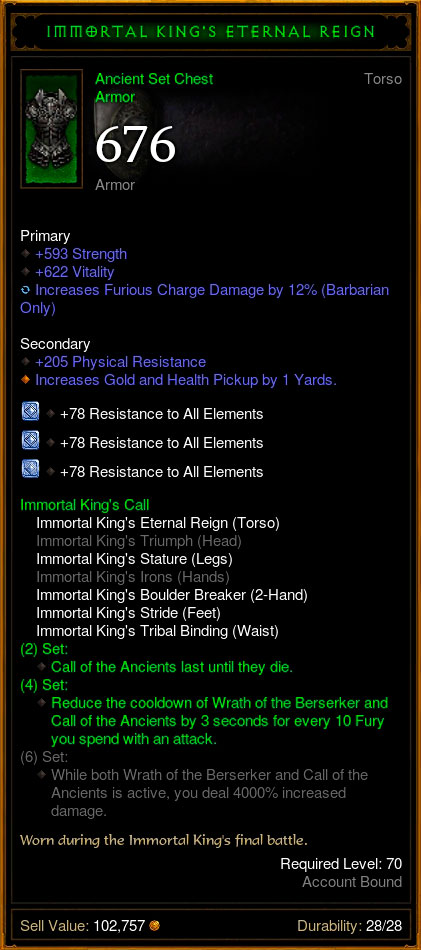 IMMORTAL KING'S ETERNAL REIGN
Ancient Set Chest Torso
Armor
676
Armor
Primary
+593 Strength
+622 Vitality
Increases Furious Charge Damage by 12% (Barbarian
Only)
Secondary
+205 Physical Resistance
Increases Gold and Health Pickup by 1 Yards.
+78 Resistance to All Elements
+78 Resistance to All Elements
+78 Resistance to All Elements
Immortal King's Call
Immortal King's Eternal Reign (Torso)
Immortal King's Triumph (Head)
Immortal King's Stature (Legs)
Immortal King's Irons (Hands)
Immortal King's Boulder Breaker (2-Hand)
Immortal King's Stride (Feet)
Immortal King's Tribal Binding (Waist)
(2) Set:
Call of the Ancients last until they die.
(4) Set:
Reduce the cooldown of Wrath of the Berserker and
Call of the Ancients by 3 seconds for every 10 Fury
you spend with an attack.
(6) Set:
While both Wrath of the Berserker and Call of the
Ancients is active, you deal 4000% increased
damage.
Worn during the Immortal King's final battle.
Required Level: 70
Account Bound
Sell Value: 102,757 Durability: 28/28